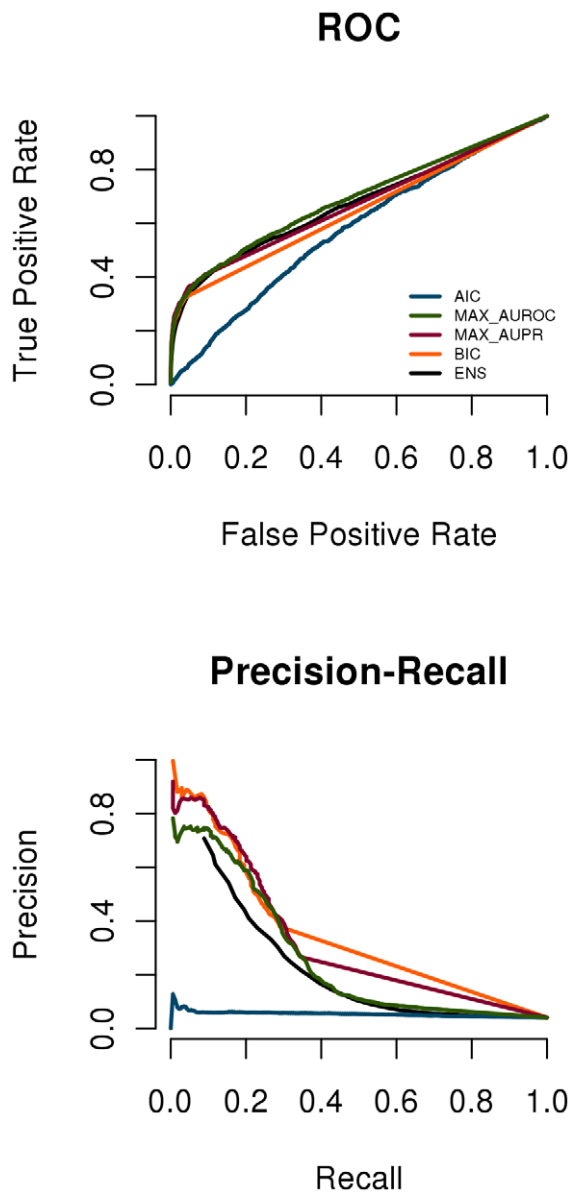 ROC
True Positive Rate
0.8
0.4
0.0
AIC
MAX_AUROC
MAX_AUPR
BIC
ENS
0.0 0.2 0.4 0.6 0.8 1.0
False Positive Rate
Precision-Recall
Precision
0.8
0.4
0.0
0.0 0.2 0.4 0.6 0.8 1.0
Recall